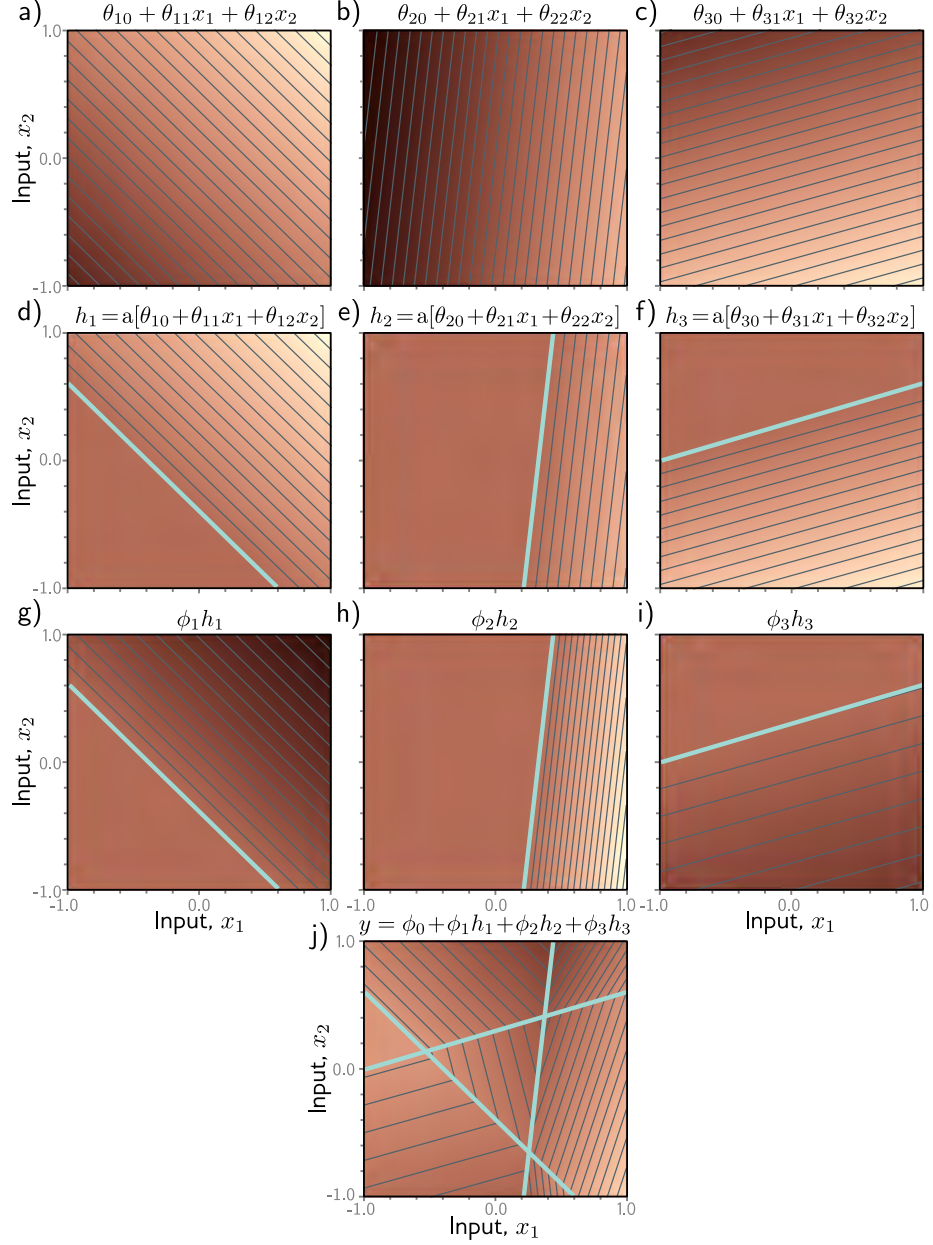 a) θ₁₀ + θ₁₁x₁ + θ₁₂x₂ b) θ₂₀ + θ₂₁x₁ + θ₂₂x₂ c) θ₃₀ + θ₃₁x₁ + θ₃₂x₂
1.0
Input, x₂
0.0
-1.0
d) h₁=a[θ₁₀+θ₁₁x₁+θ₁₂x₂] e) h₂=a[θ₂₀+θ₂₁x₁+θ₂₂x₂] f) h₃=a[θ₃₀+θ₃₁x₁+θ₃₂x₂]
1.0
Input, x₂
0.0
-1.0
g) ϕ₁h₁ h) ϕ₂h₂ i) ϕ₃h₃
1.0
Input, x₂
0.0
-1.0
-1.0 0.0 1.0 -1.0 0.0 1.0
Input, x₁ Input, x₁
j) y = ϕ₀+ϕ₁h₁+ϕ₂h₂+ϕ₃h₃
1.0
Input, x₂
0.0
-1.0
-1.0 0.0 1.0
Input, x₁